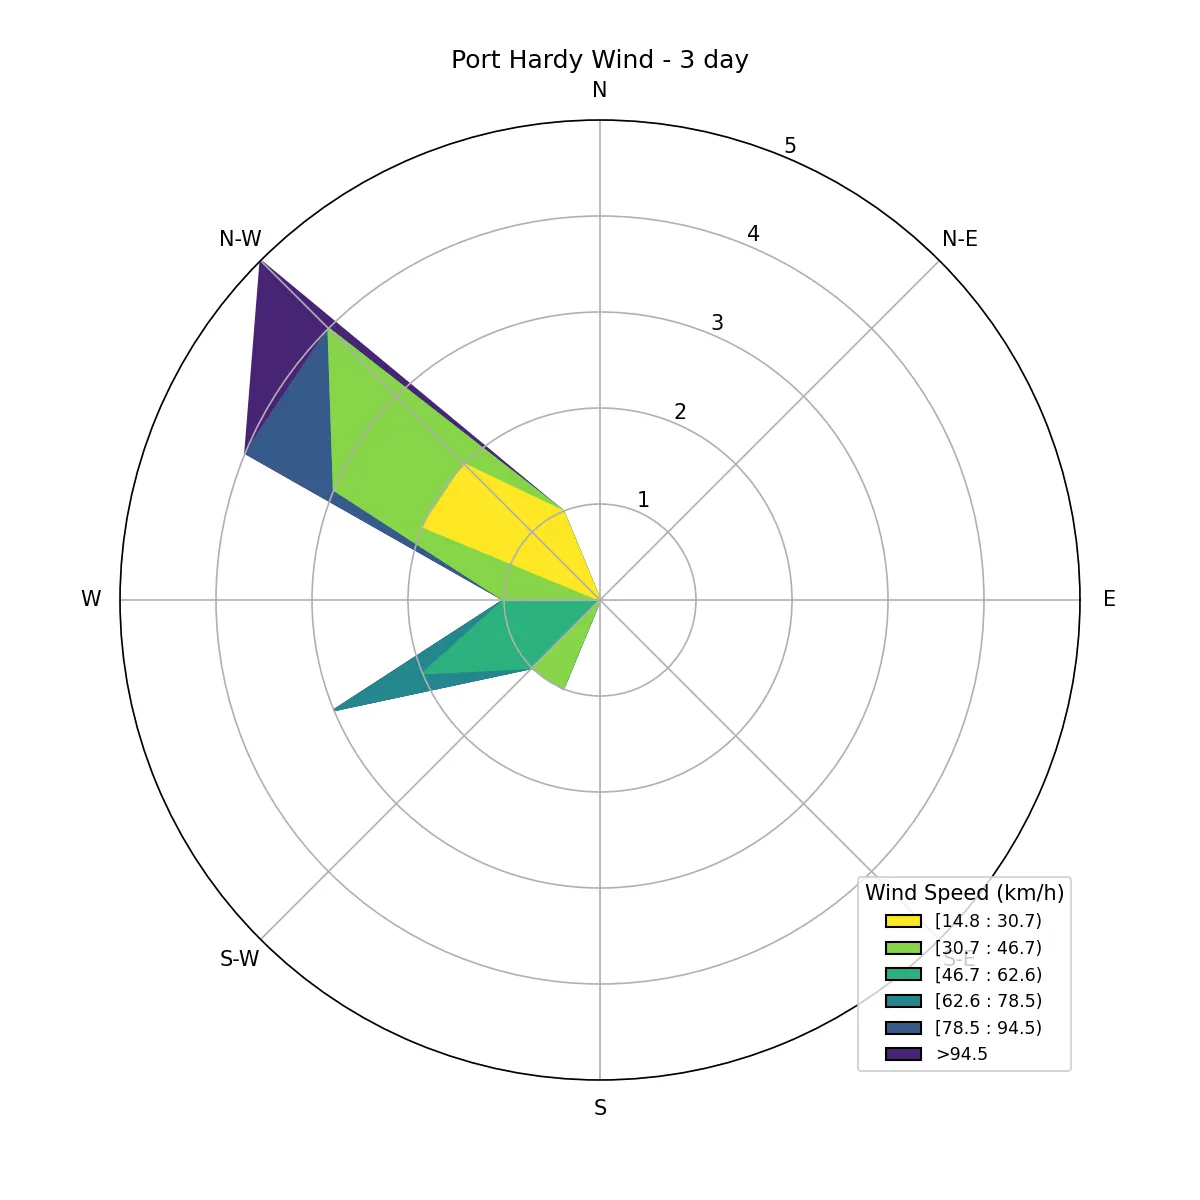 Port Hardy Wind - 3 day
N
5
N-W
4
N-E
3
2
1
W
E
S-W
S-E
S
Wind Speed (km/h)
[14.8 : 30.7)
[30.7 : 46.7)
[46.7 : 62.6)
[62.6 : 78.5)
[78.5 : 94.5)
>94.5